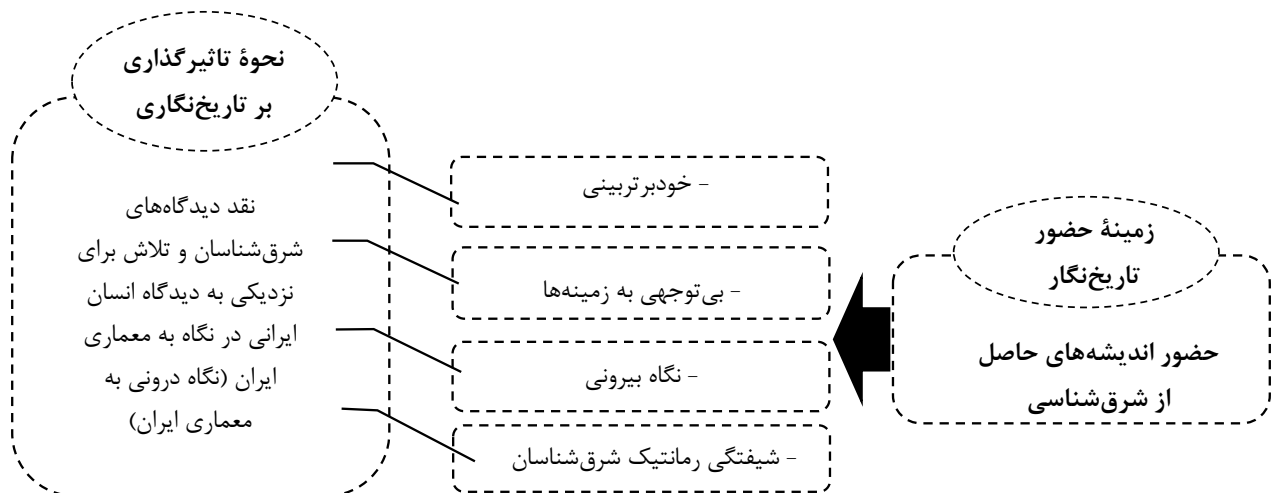 زمینهٔ حضور
تاریخ‌نگار
حضور اندیشه‌های حاصل
از شرق‌شناسی
- خودبرتربینی
- بی‌توجهی به زمینه‌ها
- نگاه بیرونی
- شیفتگی رمانتیک شرق‌شناسان
نحوهٔ تاثیرگذاری
بر تاریخ‌نگاری
نقد دیدگاه‌های
شرق‌شناسان و تلاش برای
نزدیکی به دیدگاه انسان
ایرانی در نگاه به معماری
ایران (نگاه درونی به
معماری ایران)